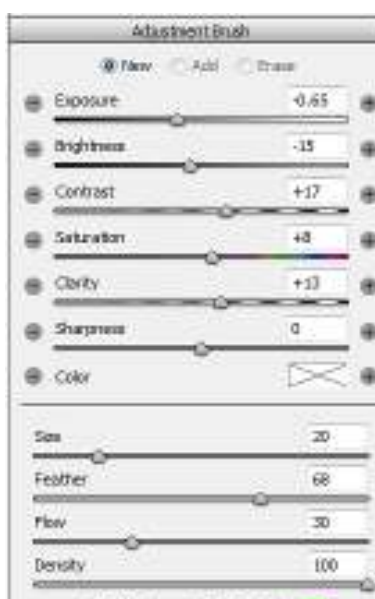 Adjustment Brush
New Add Erase
Exposure -0.65
Brightness -15
Contrast +17
Saturation +8
Clarity +13
Sharpness 0
Color
Size 20
Feather 68
Flow 30
Density 100